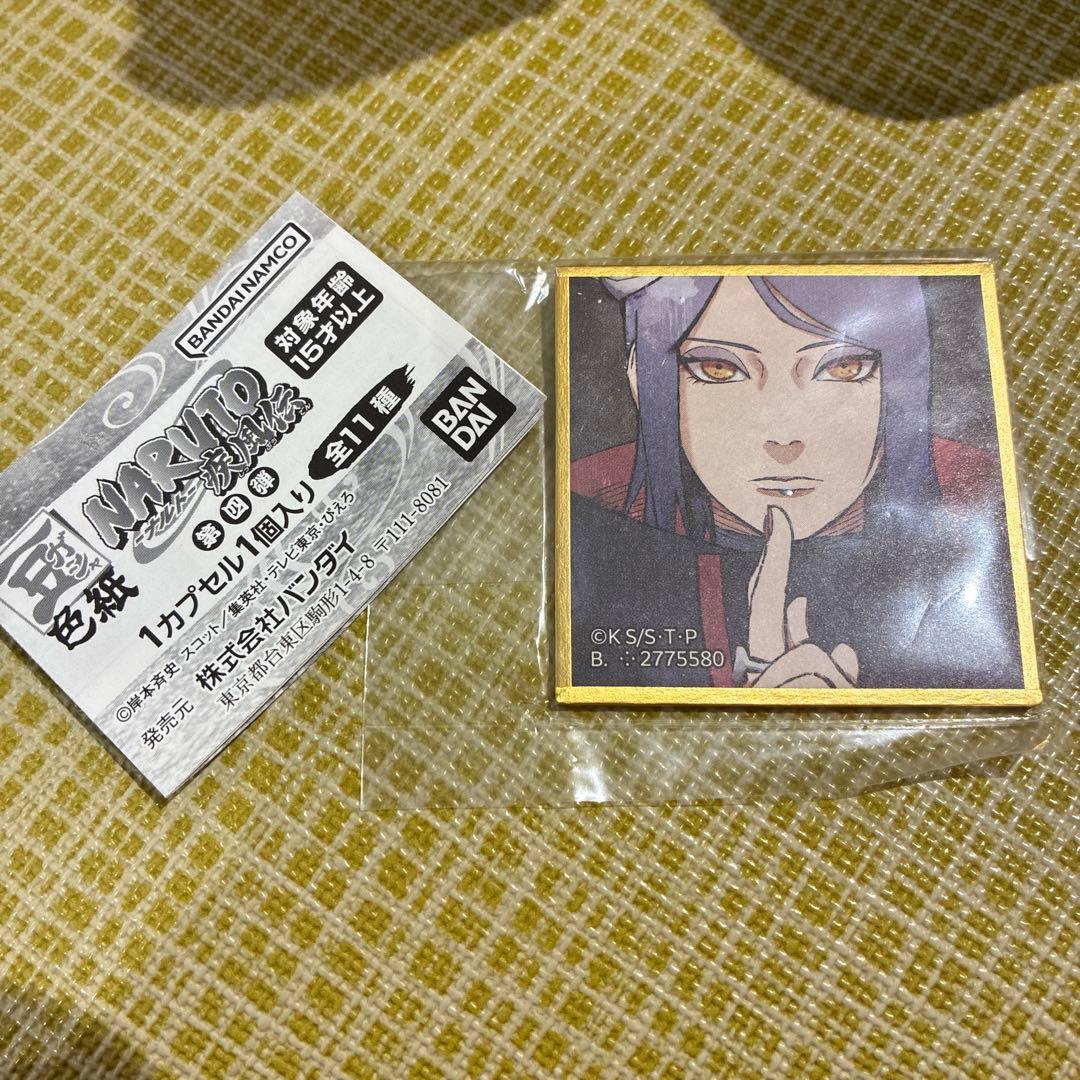 BANDAI NAMCO
対象年齢
15才以上
NARUTO
-ナルト-
疾風伝
第四弾
全11種
BAN
DAI
豆ガシャ
色紙
1カプセル1個入り
©岸本斉史 スコット／集英社・テレビ東京・ぴえろ
発売元 株式会社バンダイ
東京都台東区駒形1-4-8 〒111-8081
©K S/S・T・P
B. 2775580